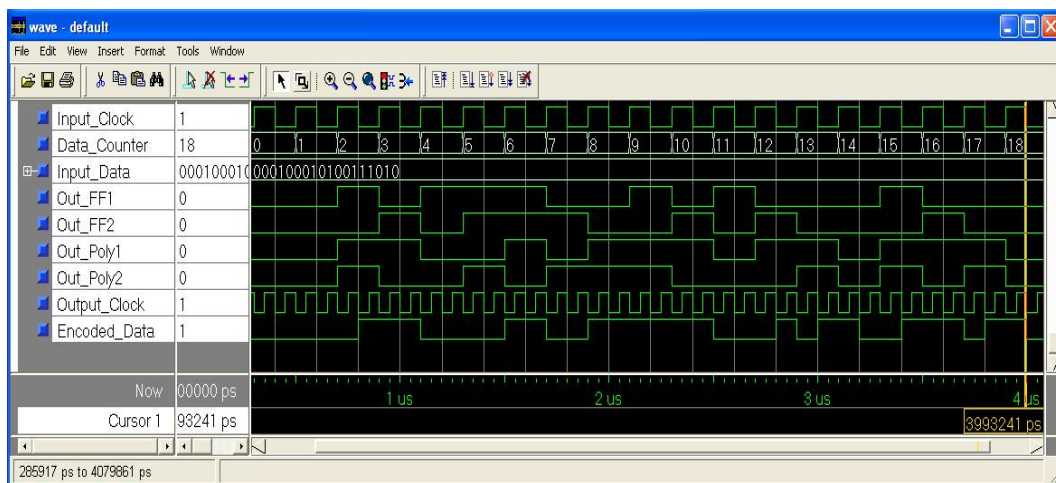 wave - default
File Edit View Insert Format Tools Window
Input_Clock 1
Data_Counter 18 0 1 2 3 4 5 6 7 8 9 10 11 12 13 14 15 16 17 18
Input_Data 000100010 000100010100111010
Out_FF1 0
Out_FF2 0
Out_Poly1 0
Out_Poly2 0
Output_Clock 1
Encoded_Data 1
Now 00000 ps 1 us 2 us 3 us 4 us
Cursor 1 93241 ps 3993241 ps
285917 ps to 4079861 ps